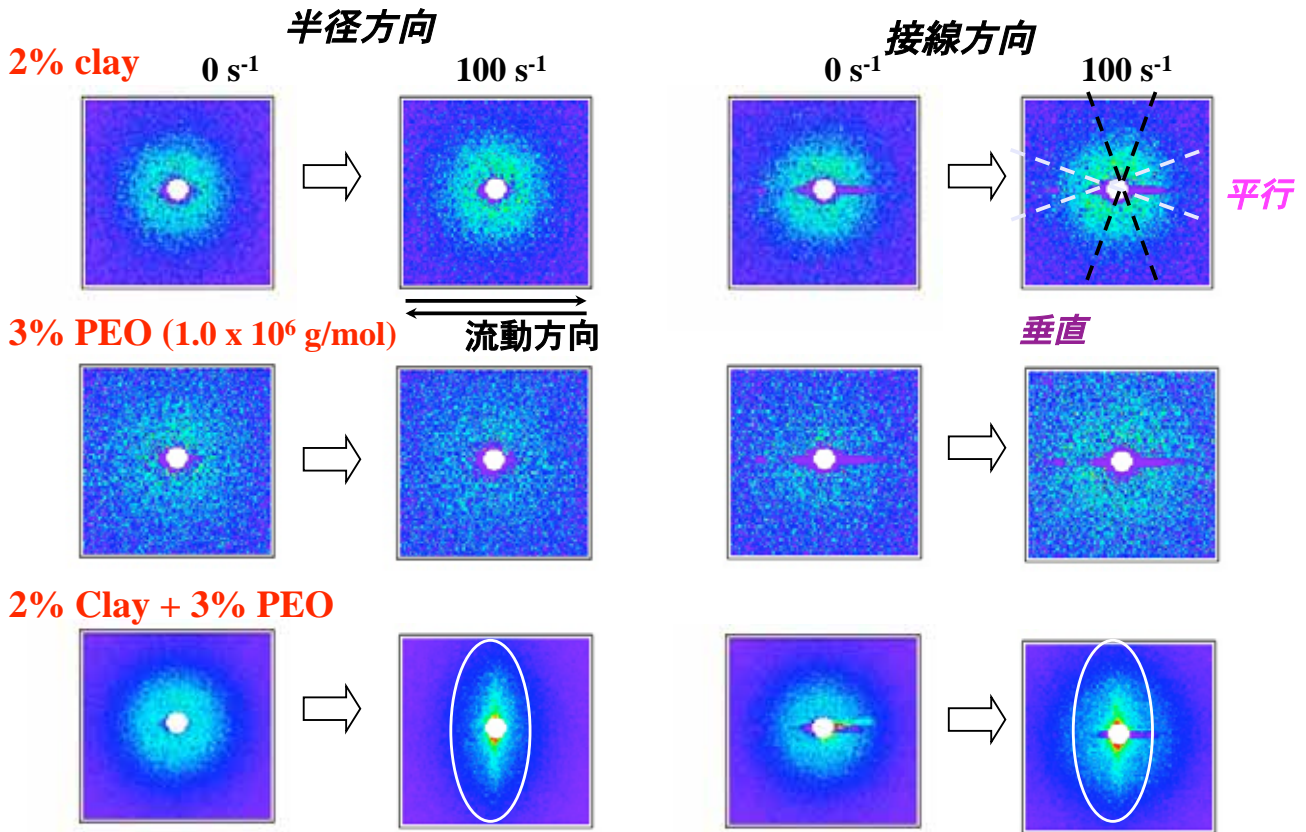 半径方向
接線方向
2% clay
0 s⁻¹
100 s⁻¹
0 s⁻¹
100 s⁻¹
平行
流動方向
垂直
3% PEO (1.0 x 10⁶ g/mol)
2% Clay + 3% PEO